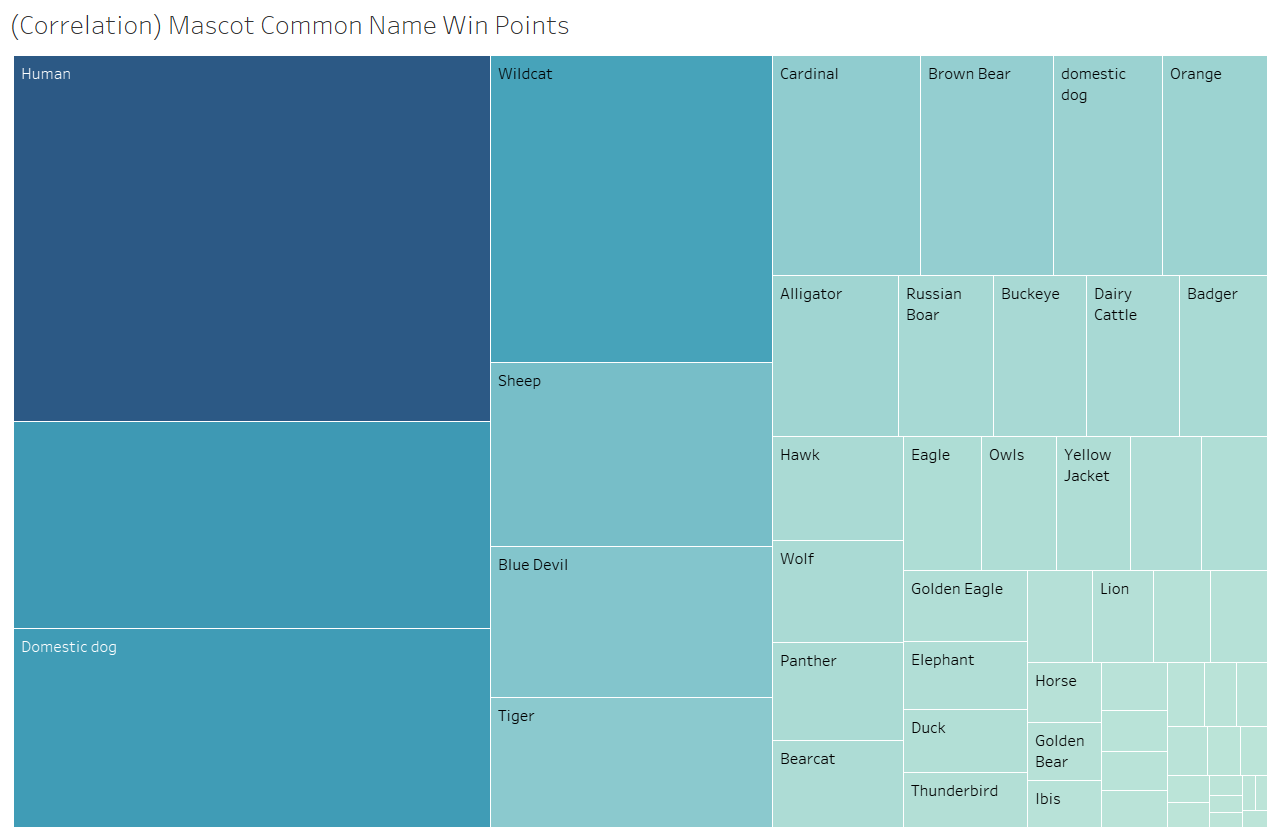 (Correlation) Mascot Common Name Win Points
Human
Domestic dog
Wildcat
Sheep
Blue Devil
Tiger
Cardinal
Brown Bear
domestic
dog
Orange
Alligator
Russian
Boar
Buckeye
Dairy
Cattle
Badger
Hawk
Wolf
Panther
Bearcat
Eagle
Owls
Yellow
Jacket
Golden Eagle
Elephant
Duck
Thunderbird
Lion
Horse
Golden
Bear
Ibis